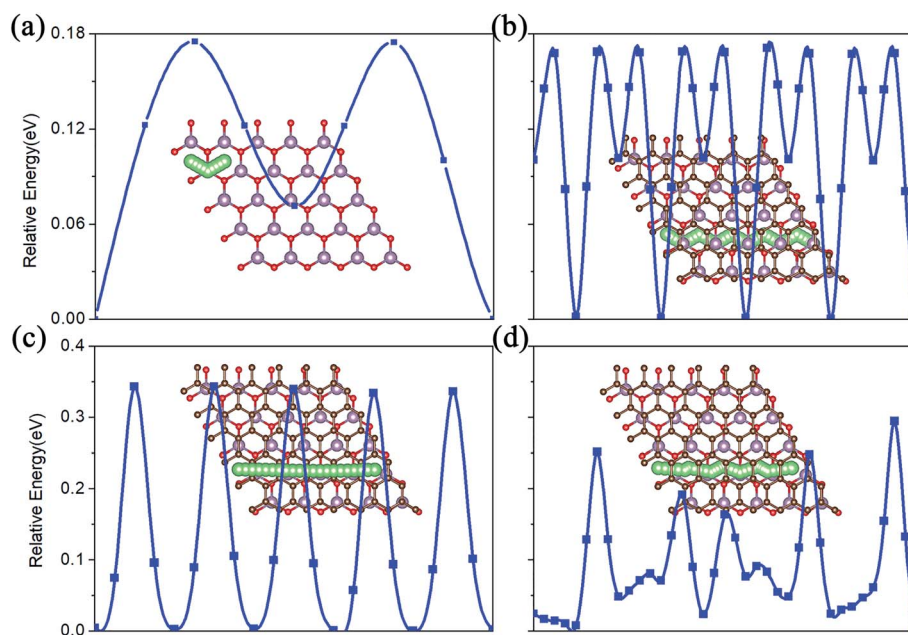 (a)
(b)
0.18
0.12
0.06
0.00
Relative Energy(eV)
(c)
(d)
0.4
0.3
0.2
0.1
0.0
Relative Energy(eV)